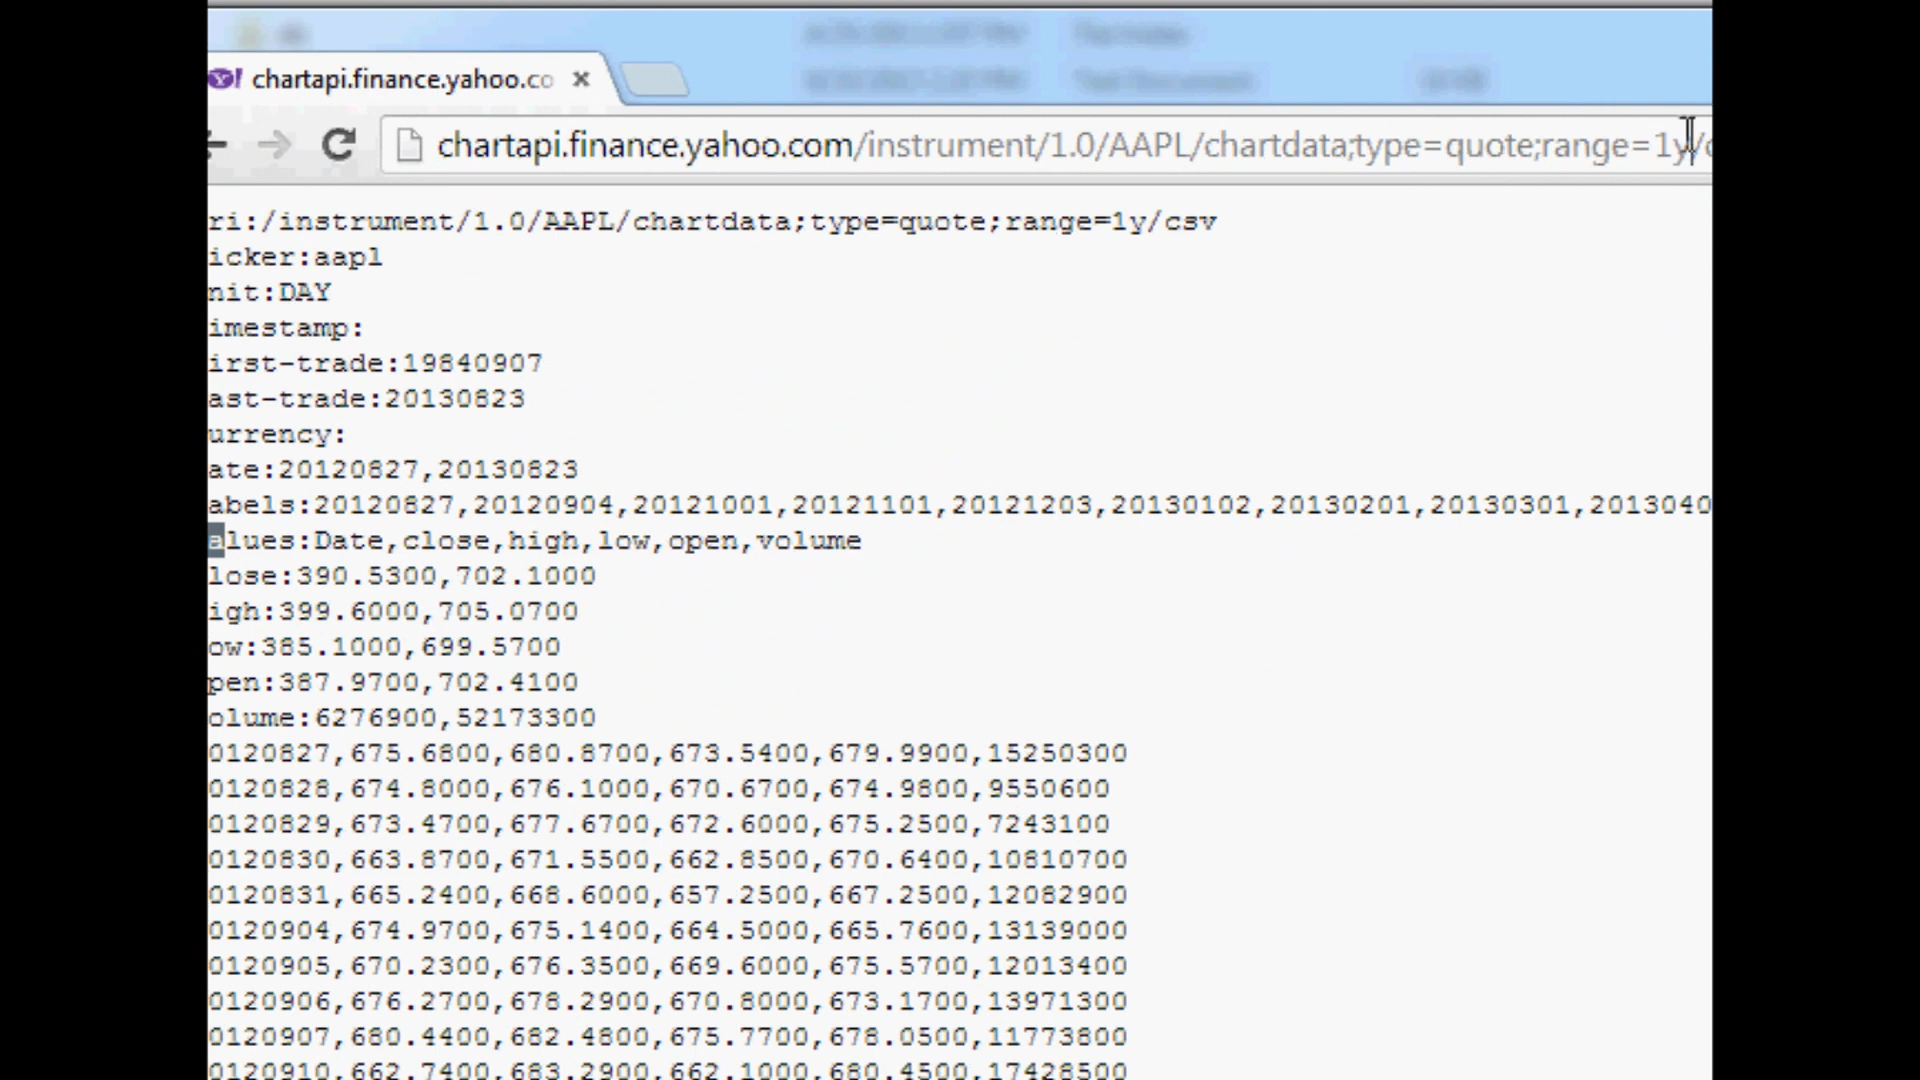 chartapi.finance.yahoo.co
chartapi.finance.yahoo.com/instrument/1.0/AAPL/chartdata;type=quote;range=1y/c
ri:/instrument/1.0/AAPL/chartdata;type=quote;range=1y/csv
icker:aapl
nit:DAY
imestamp:
irst-trade:19840907
ast-trade:20130823
urrency:
ate:20120827,20130823
abels:20120827,20120904,20121001,20121101,20121203,20130102,20130201,20130301,2013040
alues:Date,close,high,low,open,volume
lose:390.5300,702.1000
igh:399.6000,705.0700
ow:385.1000,699.5700
pen:387.9700,702.4100
olume:6276900,52173300
0120827,675.6800,680.8700,673.5400,679.9900,15250300
0120828,674.8000,676.1000,670.6700,674.9800,9550600
0120829,673.4700,677.6700,672.6000,675.2500,7243100
0120830,663.8700,671.5500,662.8500,670.6400,10810700
0120831,665.2400,668.6000,657.2500,667.2500,12082900
0120904,674.9700,675.1400,664.5000,665.7600,13139000
0120905,670.2300,676.3500,669.6000,675.5700,12013400
0120906,676.2700,678.2900,670.8000,673.1700,13971300
0120907,680.4400,682.4800,675.7700,678.0500,11773800
0120910,662.7400,683.2900,662.1000,680.4500,17428500